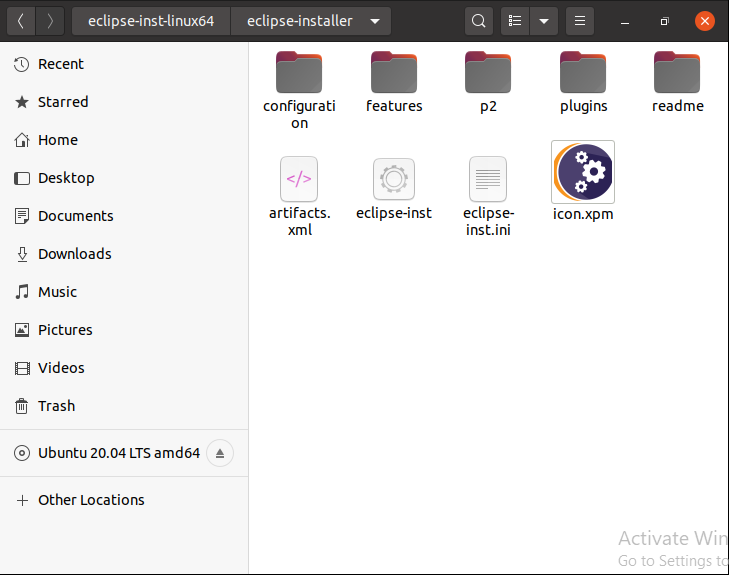 eclipse-inst-linux64 eclipse-installer
Recent
Starred
Home
Desktop
Documents
Downloads
Music
Pictures
Videos
Trash
Ubuntu 20.04 LTS amd64
Other Locations
configurati
on
features
p2
plugins
readme
</>
artifacts.
xml
eclipse-inst
eclipse-
inst.ini
icon.xpm
Activate Win
Go to Settings to